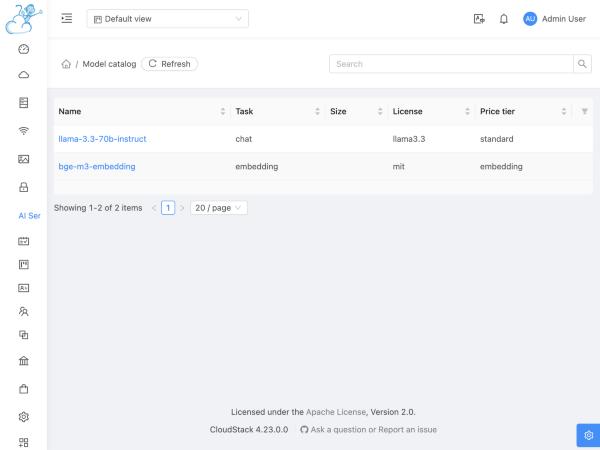 Default view
AU Admin User
/ Model catalog Refresh
Search
Name Task Size License Price tier
llama-3.3-70b-instruct chat llama3.3 standard
bge-m3-embedding embedding mit embedding
AI Ser
Showing 1-2 of 2 items < 1 > 20 / page
Licensed under the Apache License, Version 2.0.
CloudStack 4.23.0.0 Ask a question or Report an issue